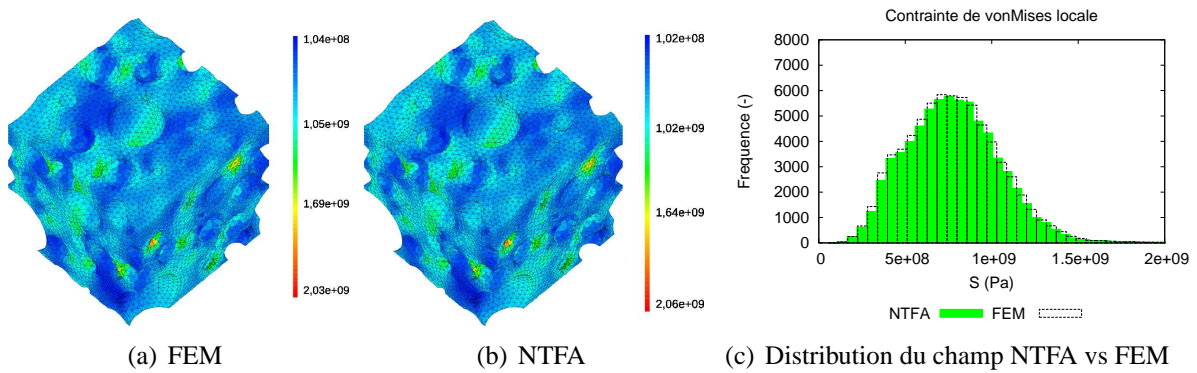 1,04e+08
1,05e+09
1,69e+09
2,03e+09
(a) FEM
1,02e+08
1,02e+09
1,64e+09
2,06e+09
(b) NTFA
Contrainte de vonMises locale
8000
7000
6000
5000
4000
3000
2000
1000
0
Frequence (-)
0
5e+08
1e+09
1.5e+09
2e+09
S (Pa)
NTFA FEM
(c) Distribution du champ NTFA vs FEM